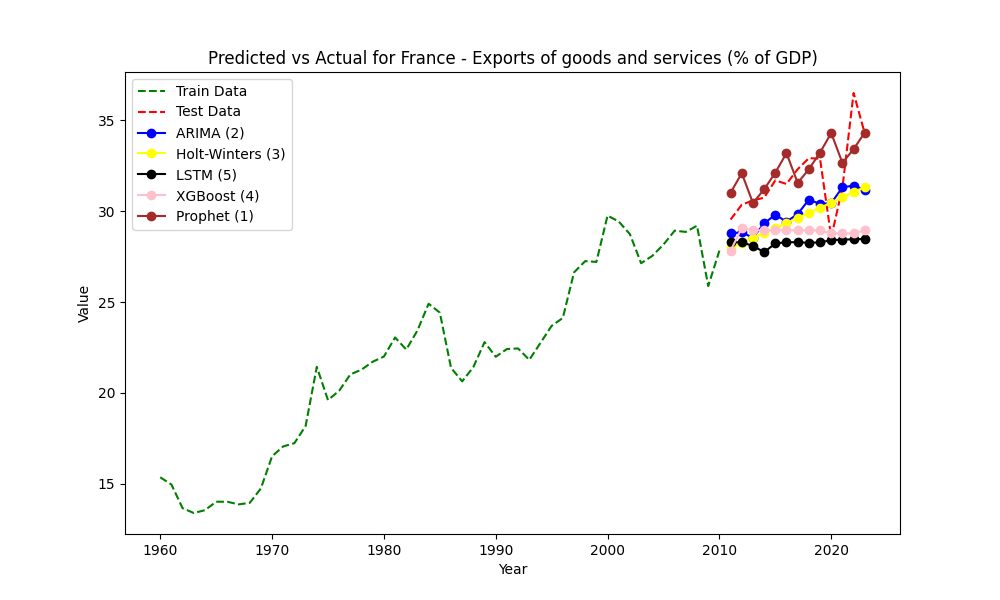 Predicted vs Actual for France - Exports of goods and services (% of GDP)
Train Data
Test Data
ARIMA (2)
Holt-Winters (3)
LSTM (5)
XGBoost (4)
Prophet (1)
35
30
25
20
15
Value
1960 1970 1980 1990 2000 2010 2020
Year